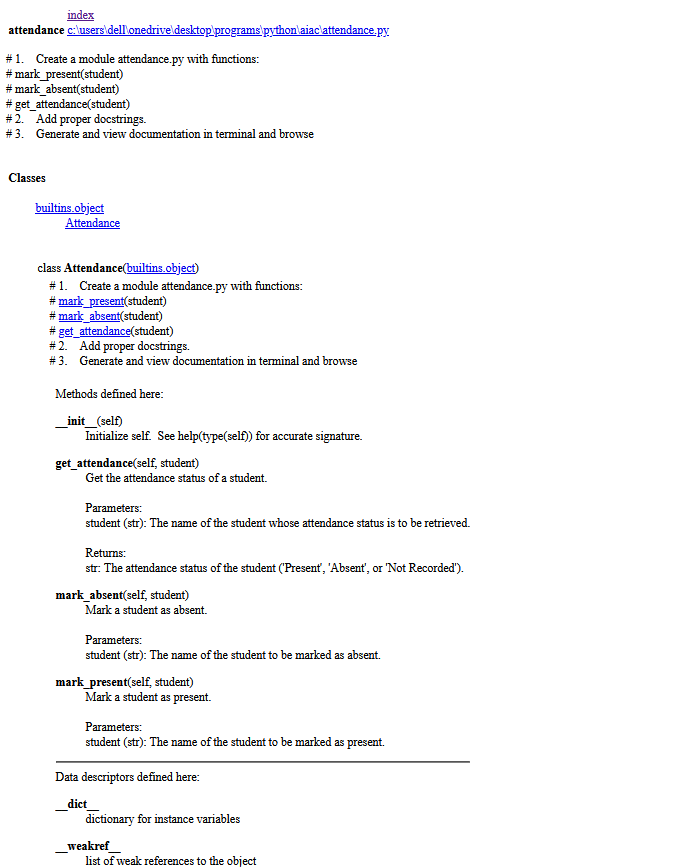 index
attendance c:\users\dell\onedrive\desktop\programs\python\aiac\attendance.py
# 1. Create a module attendance.py with functions:
# mark_present(student)
# mark_absent(student)
# get_attendance(student)
# 2. Add proper docstrings.
# 3. Generate and view documentation in terminal and browse
Classes
builtins.object
Attendance
class Attendance(builtins.object)
# 1. Create a module attendance.py with functions:
# mark_present(student)
# mark_absent(student)
# get_attendance(student)
# 2. Add proper docstrings.
# 3. Generate and view documentation in terminal and browse
Methods defined here:
__init__(self)
Initialize self. See help(type(self)) for accurate signature.
get_attendance(self, student)
Get the attendance status of a student.
Parameters:
student (str): The name of the student whose attendance status is to be retrieved.
Returns:
str: The attendance status of the student ('Present', 'Absent', or 'Not Recorded').
mark_absent(self, student)
Mark a student as absent.
Parameters:
student (str): The name of the student to be marked as absent.
mark_present(self, student)
Mark a student as present.
Parameters:
student (str): The name of the student to be marked as present.
Data descriptors defined here:
__dict__
dictionary for instance variables
__weakref__
list of weak references to the object